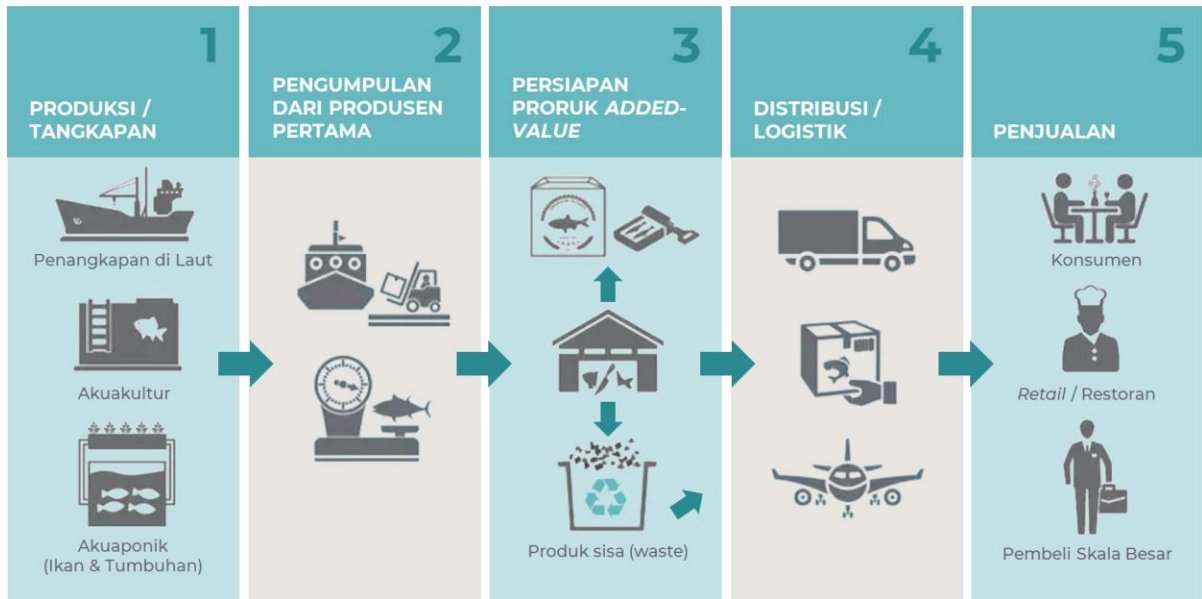 1
PRODUKSI /
TANGKAPAN
Penangkapan di Laut
Akuakultur
Akuaponik
(Ikan & Tumbuhan)
2
PENGUMPULAN
DARI PRODUSEN
PERTAMA
3
PERSIAPAN
PRORUK ADDED-
VALUE
Produk sisa (waste)
4
DISTRIBUSI /
LOGISTIK
5
PENJUALAN
Konsumen
Retail / Restoran
Pembeli Skala Besar